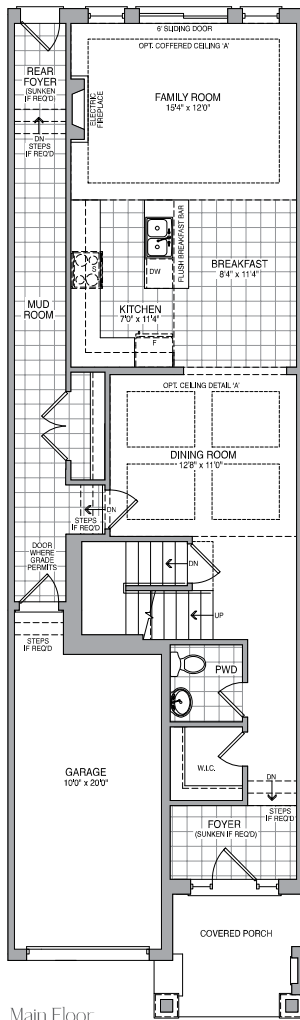 6' SLIDING DOOR
OPT. COFFERED CEILING 'A'
REAR
FOYER
(SUNKEN
IF REQ'D)
DN
STEPS
IF REQ'D
ELECTRIC
FIREPLACE
FAMILY ROOM
15'4" x 12'0"
FLUSH BREAKFAST BAR
DW
S
BREAKFAST
8'4" x 11'4"
MUD
ROOM
KITCHEN
7'0" x 11'4"
F
OPT. CEILING DETAIL 'A'
DINING ROOM
12'8" x 11'0"
DN
STEPS
IF REQ'D
DOOR
WHERE
GRADE
PERMITS
DN
UP
STEPS
IF REQ'D
PWD
W.I.C.
GARAGE
10'0" x 20'0"
DN
STEPS
IF REQ'D
FOYER
(SUNKEN IF REQ'D)
COVERED PORCH
Main Floor